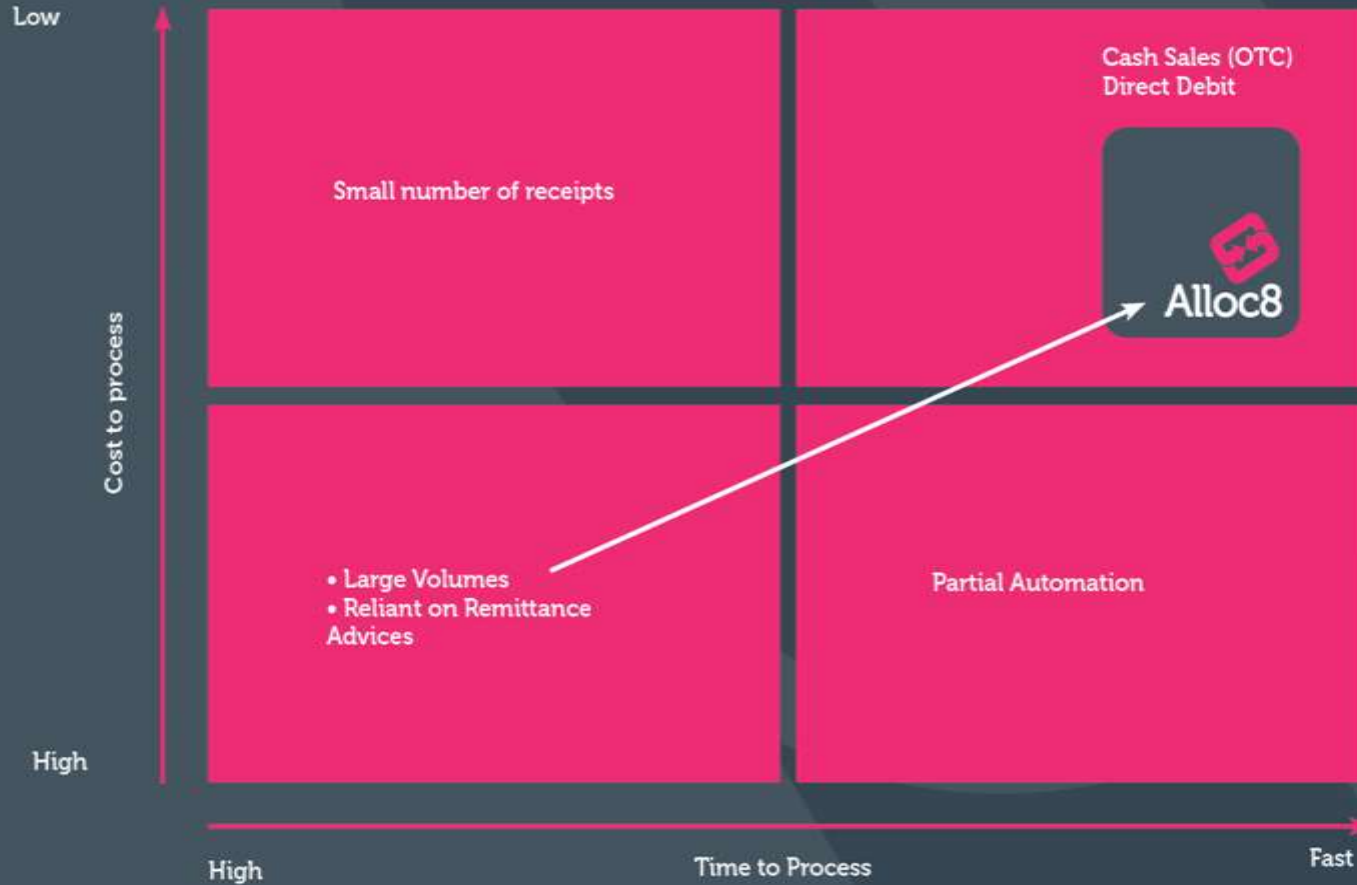 Low
Cash Sales (OTC)
Direct Debit
Small number of receipts
Alloc8
Cost to process
• Large Volumes
• Reliant on Remittance
Advices
Partial Automation
High
High
Time to Process
Fast